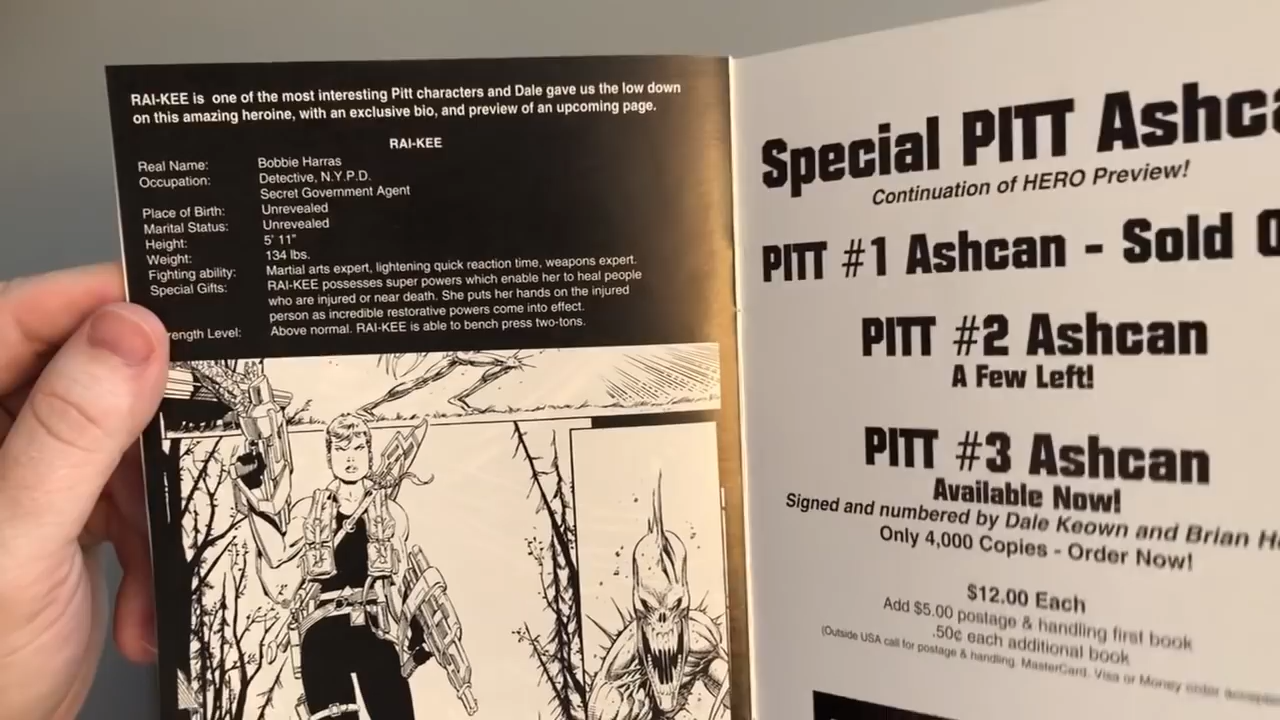 RAI-KEE is one of the most interesting Pitt characters and Dale gave us the low down
on this amazing heroine, with an exclusive bio, and preview of an upcoming page.
RAI-KEE
Real Name: Bobbie Harras
Occupation: Detective, N.Y.P.D.
Secret Government Agent
Place of Birth: Unrevealed
Marital Status: Unrevealed
Height: 5' 11"
Weight: 134 lbs.
Fighting ability: Martial arts expert, lightening quick reaction time, weapons expert.
Special Gifts: RAI-KEE possesses super powers which enable her to heal people
who are injured or near death. She puts her hands on the injured
person as incredible restorative powers come into effect.
rength Level: Above normal. RAI-KEE is able to bench press two-tons.
Special PITT Ashca
Continuation of HERO Preview!
PITT #1 Ashcan - Sold O
PITT #2 Ashcan
A Few Left!
PITT #3 Ashcan
Available Now!
Signed and numbered by Dale Keown and Brian H
Only 4,000 Copies - Order Now!
$12.00 Each
Add $5.00 postage & handling first book
.50¢ each additional book
(Outside USA call for postage & handling. MasterCard, Visa or Money order